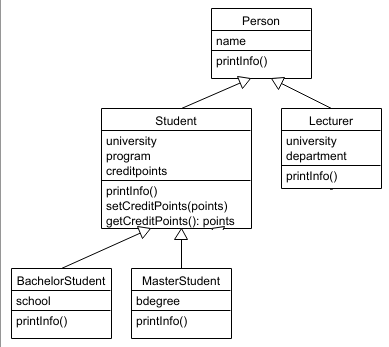 Person
name
printInfo()
Student
university
program
creditpoints
printInfo()
setCreditPoints(points)
getCreditPoints(): points
Lecturer
university
department
printInfo()
BachelorStudent
school
printInfo()
MasterStudent
bdegree
printInfo()